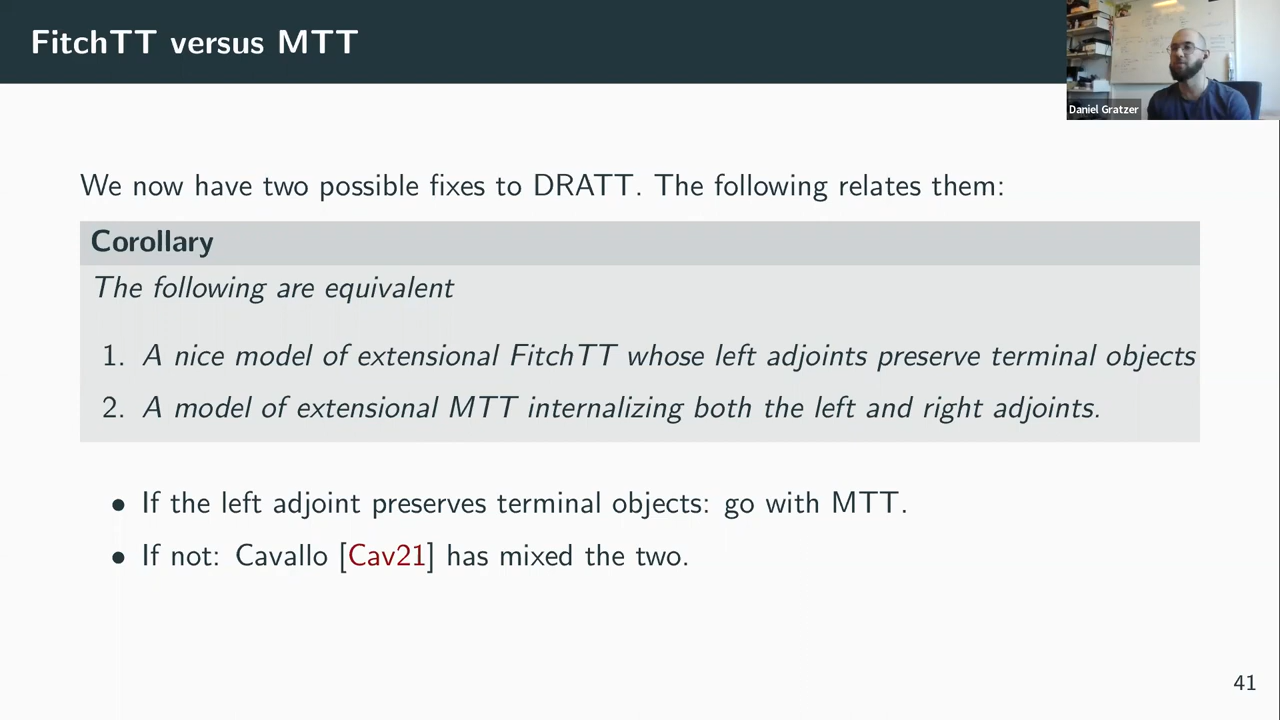 FitchTT versus MTT
Daniel Gratzer
We now have two possible fixes to DRATT. The following relates them:
Corollary
The following are equivalent
1. A nice model of extensional FitchTT whose left adjoints preserve terminal objects
2. A model of extensional MTT internalizing both the left and right adjoints.
• If the left adjoint preserves terminal objects: go with MTT.
• If not: Cavallo [Cav21] has mixed the two.
41